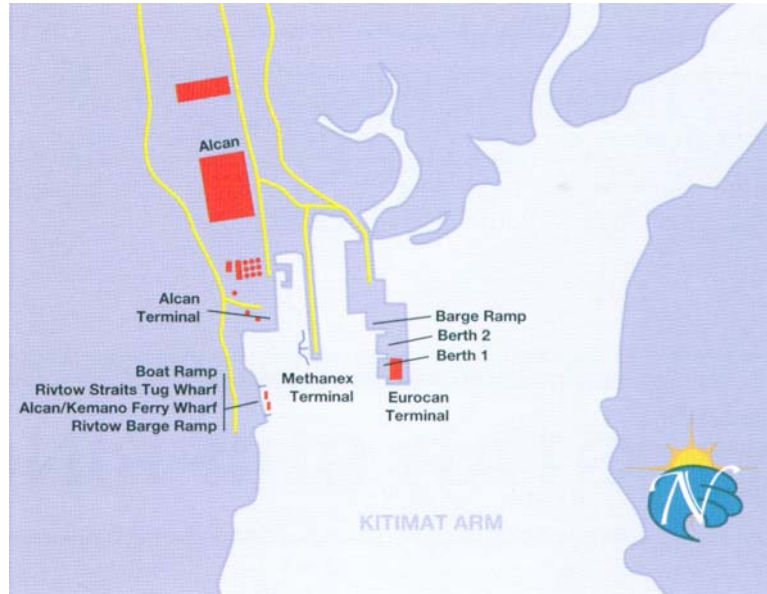 Alcan
Alcan
Terminal
Boat Ramp
Rivtow Straits Tug Wharf
Alcan/Kemano Ferry Wharf
Rivtow Barge Ramp
Methanex
Terminal
Barge Ramp
Berth 2
Berth 1
Eurocan
Terminal
KITIMAT ARM
N